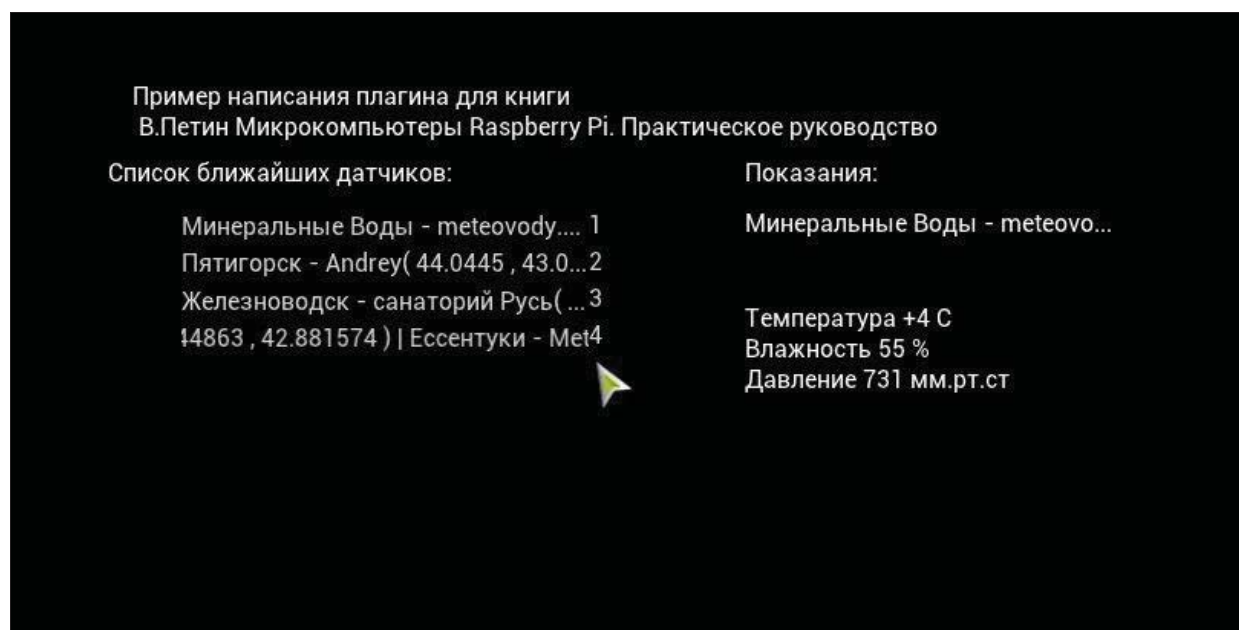 Пример написания плагина для книги
В.Петин Микрокомпьютеры Raspberry Pi. Практическое руководство
Список ближайших датчиков:
Минеральные Воды - meteovody.... 1
Пятигорск - Andrey( 44.0445 , 43.0... 2
Железноводск - санаторий Русь( ... 3
44863 , 42.881574 ) | Ессентуки - Met 4
Показания:
Минеральные Воды - meteovo...
Температура +4 C
Влажность 55 %
Давление 731 мм.рт.ст